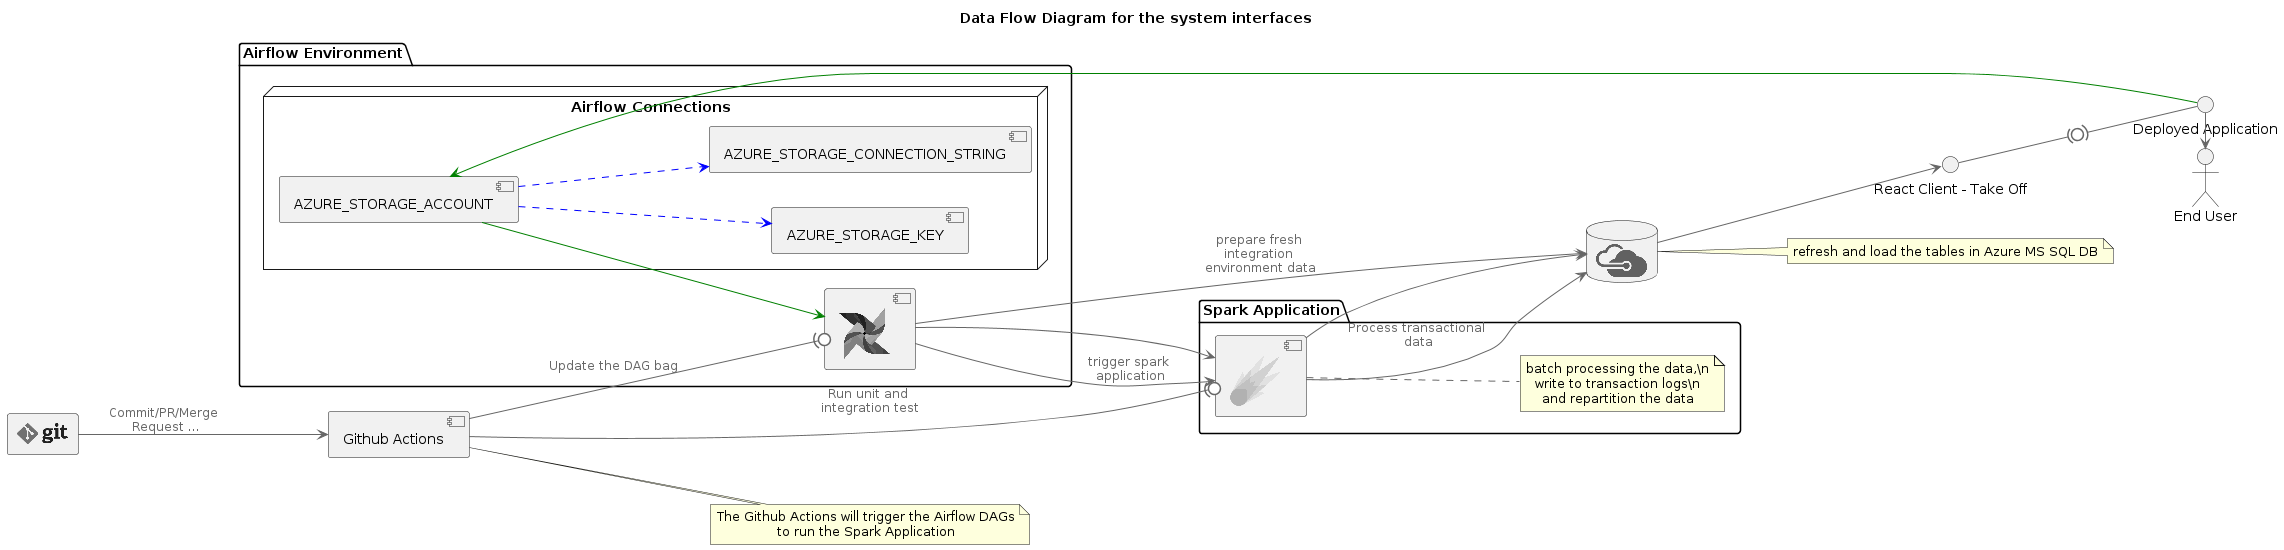 Data Flow Diagram for the system interfaces
Airflow Environment
Airflow Connections
AZURE_STORAGE_CONNECTION_STRING
AZURE_STORAGE_ACCOUNT
AZURE_STORAGE_KEY
Deployed Application
React Client - Take Off
End User
prepare fresh
integration
environment data
refresh and load the tables in Azure MS SQL DB
Spark Application
Process transactional
data
Update the DAG bag
trigger spark
application
batch processing the data,\n
write to transaction logs\n
and repartition the data
Run unit and
integration test
Commit/PR/Merge
Request ...
git
Github Actions
The Github Actions will trigger the Airflow DAGs
to run the Spark Application